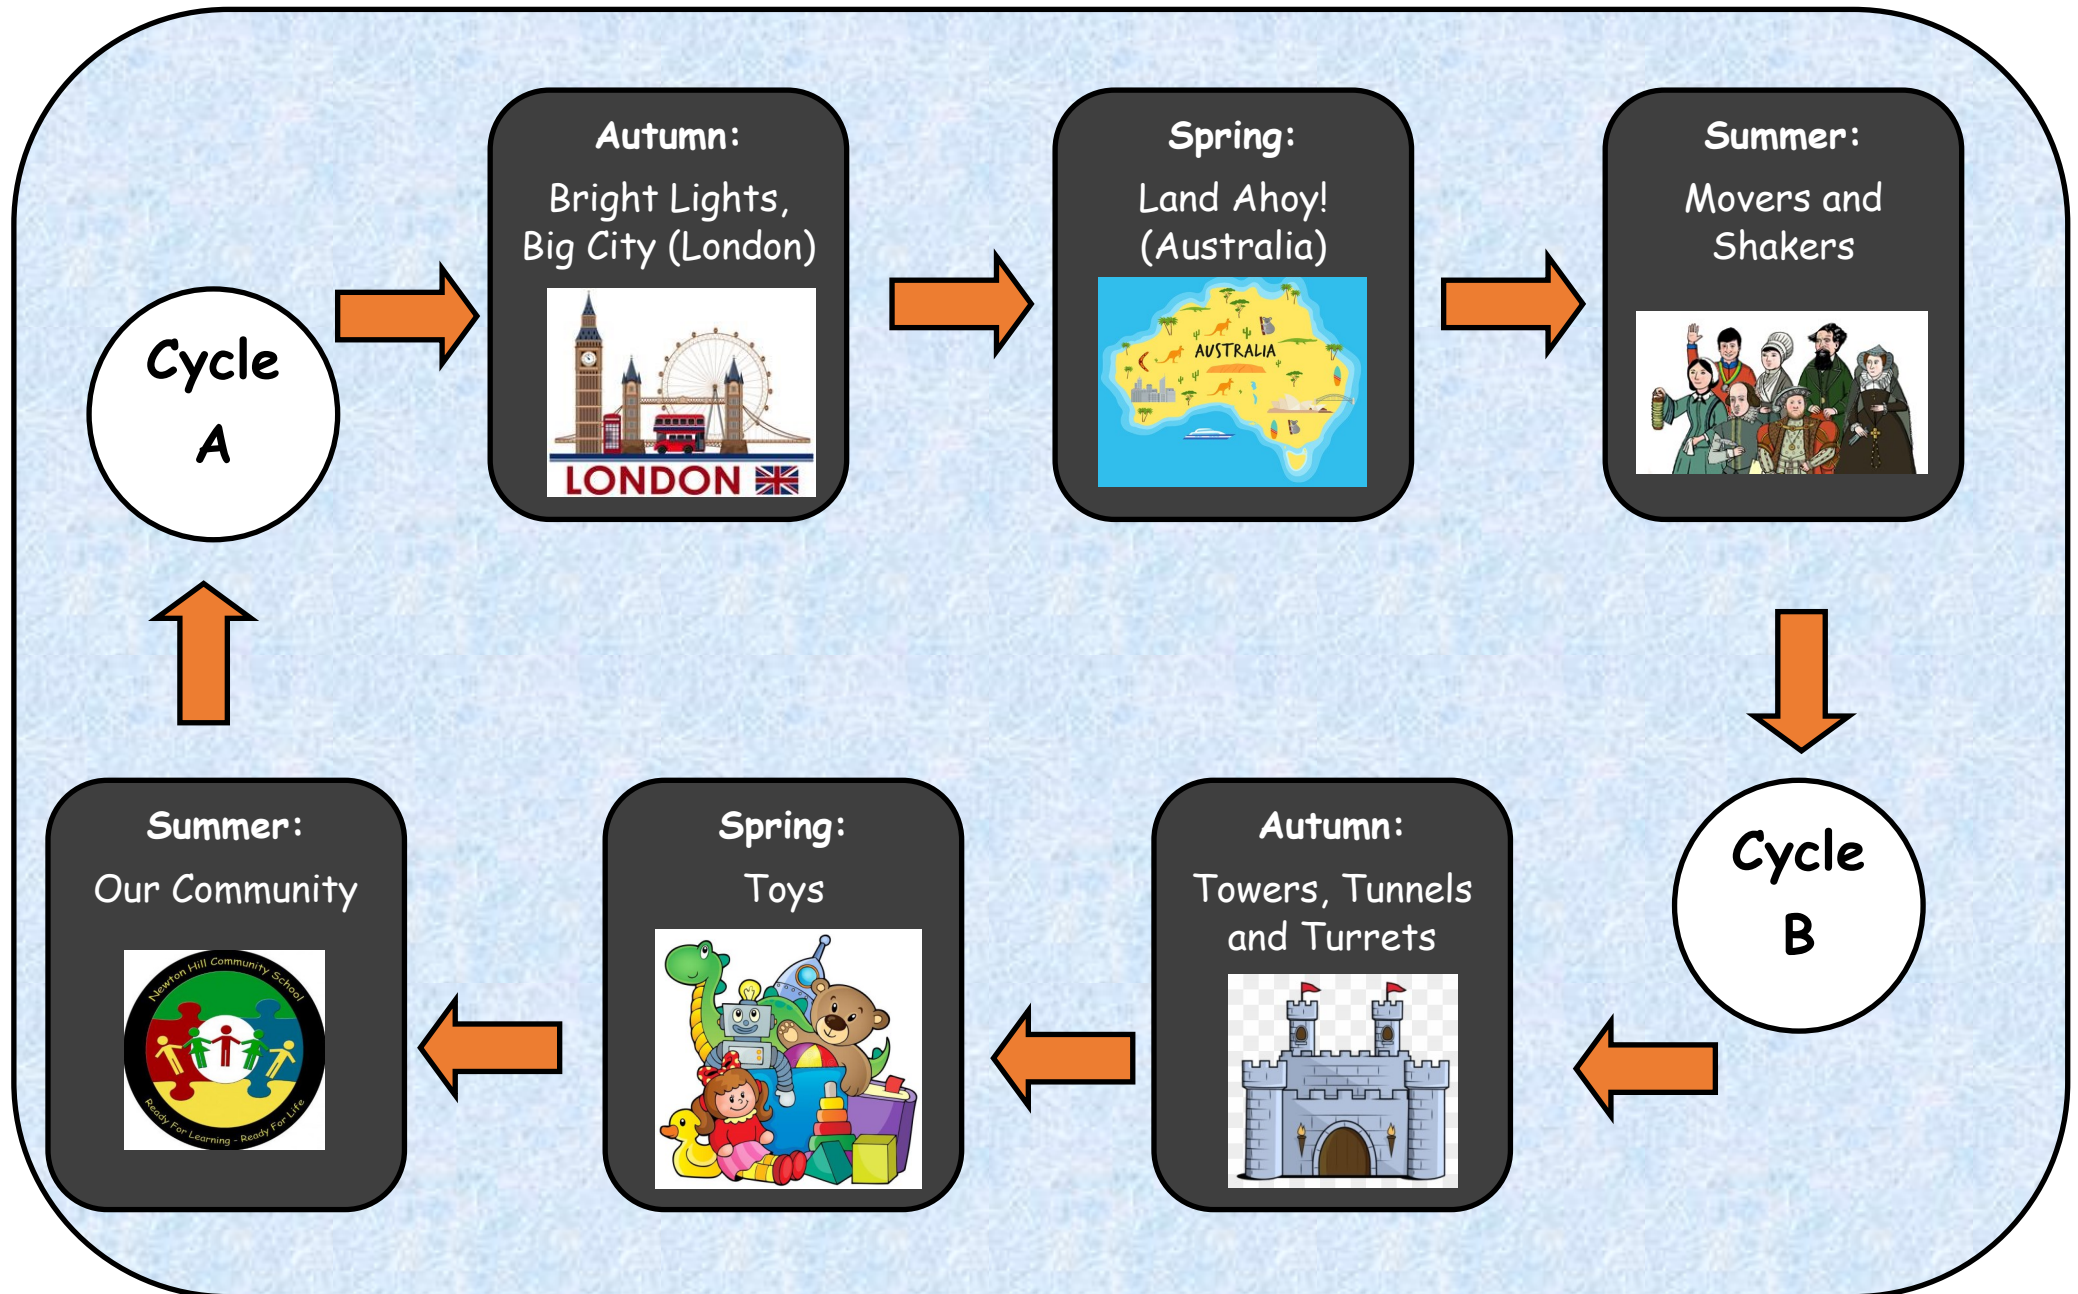 Cycle
A
Autumn:
Bright Lights,
Big City (London)
LONDON
Spring:
Land Ahoy!
(Australia)
AUSTRALIA
Summer:
Movers and
Shakers
Cycle
B
Autumn:
Towers, Tunnels
and Turrets
Spring:
Toys
Summer:
Our Community
Newton Hill Community School
Ready For Learning - Ready For Life